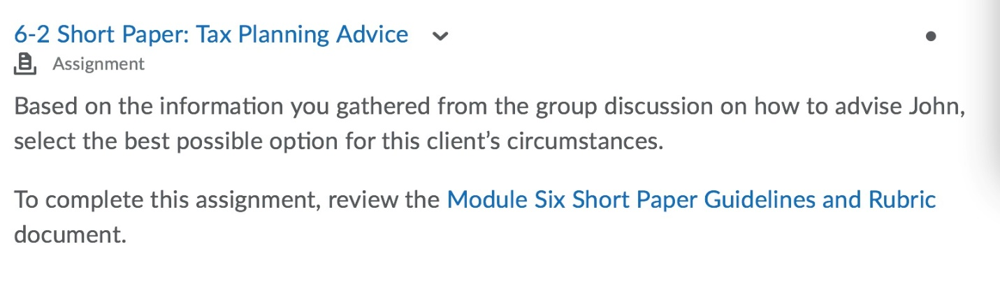 6-2 Short Paper: Tax Planning Advice
Assignment
Based on the information you gathered from the group discussion on how to advise John,
select the best possible option for this client’s circumstances.
To complete this assignment, review the Module Six Short Paper Guidelines and Rubric
document.